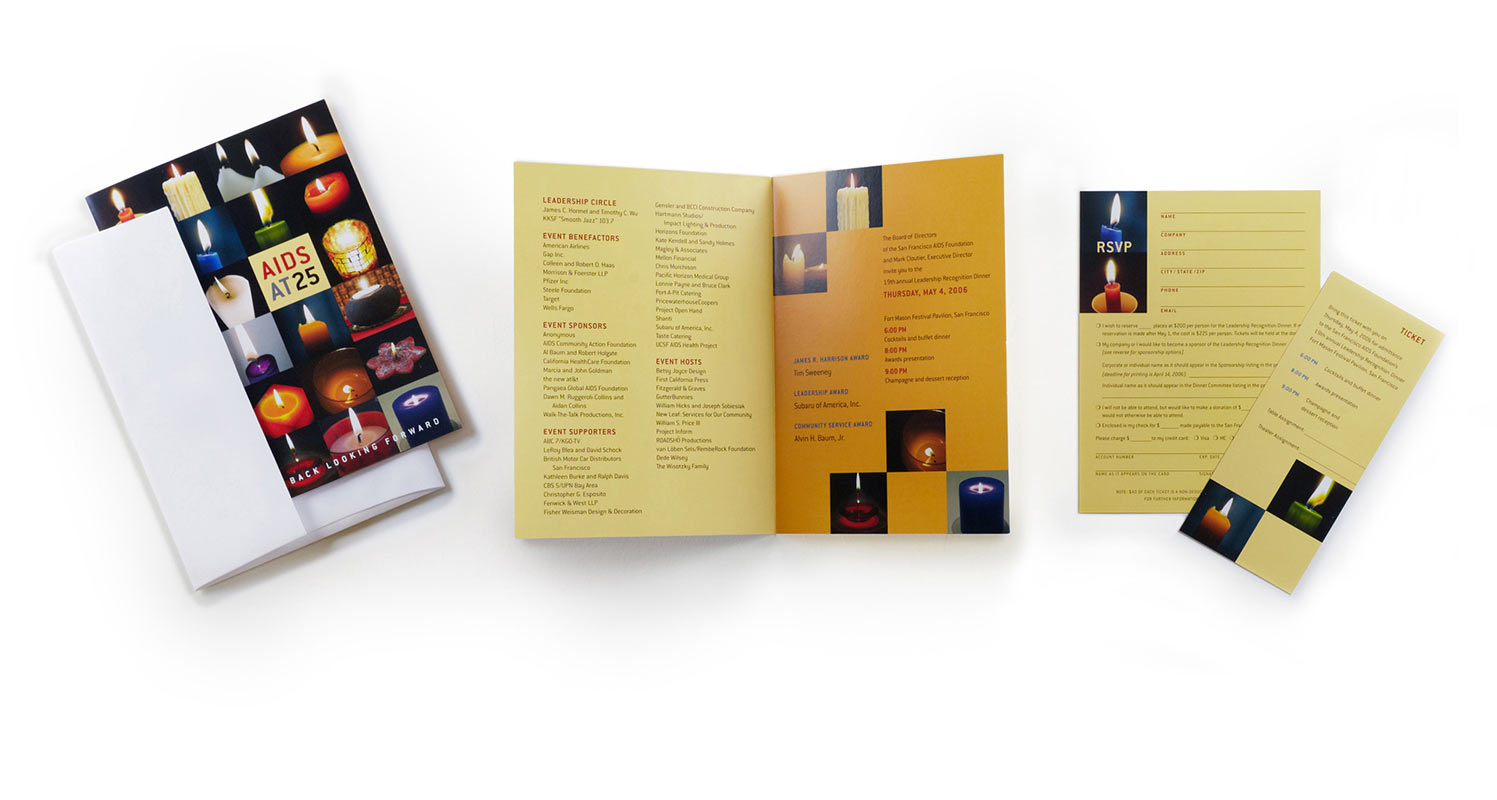 AIDS
AT25
BACK LOOKING FORWARD
LEADERSHIP CIRCLE
James C. Hormel and Timothy C. Wu
KKSF "Smooth Jazz" 103.7
EVENT BENEFACTORS
American Airlines
Gap Inc.
Colleen and Robert D. Haas
Morrison & Foerster LLP
Pfizer Inc
Steele Foundation
Target
Wells Fargo
EVENT SPONSORS
Anonymous
AIDS Community Action Foundation
Al Baum and Robert Holgate
California HealthCare Foundation
Marcia and John Goldman
the new at&t
Pangaea Global AIDS Foundation
Dawn M. Ruggeroli-Collins and
Aidan Collins
Walk-The-Talk Productions, Inc.
EVENT SUPPORTERS
ABC 7/KGO-TV
LeRoy Blea and David Schock
British Motor Car Distributors
San Francisco
Kathleen Burke and Ralph Davis
CBS 5/UPN Bay Area
Christopher G. Esposito
Fenwick & West LLP
Fisher Weisman Design & Decoration
Gensler and BCCI Construction Company
Hartmann Studios/
Impact Lighting & Production
Horizons Foundation
Kate Kendell and Sandy Holmes
Magley & Associates
Mellon Financial
Chris Murchison
Pacific Horizon Medical Group
Lonnie Payne and Bruce Clark
Port-A-Pit Catering
PricewaterhouseCoopers
Project Open Hand
Shanti
Subaru of America, Inc.
Taste Catering
UCSF AIDS Health Project
EVENT HOSTS
Betsy Joyce Design
First California Press
Fitzgerald & Graves
GutterBunnies
William Hicks and Joseph Sobiesiak
New Leaf: Services for Our Community
William S. Price III
Project Inform
ROADSHO Productions
van Löben Sels/RembeRock Foundation
Dede Wilsey
The Wisotzky Family
The Board of Directors
of the San Francisco AIDS Foundation
and Mark Cloutier, Executive Director
invite you to the
19th annual Leadership Recognition Dinner
THURSDAY, MAY 4, 2006
Fort Mason Festival Pavilion, San Francisco
6:00 PM
Cocktails and buffet dinner
8:00 PM
Awards presentation
9:00 PM
Champagne and dessert reception
JAMES R. HARRISON AWARD
Tim Sweeney
LEADERSHIP AWARD
Subaru of America, Inc.
COMMUNITY SERVICE AWARD
Alvin H. Baum, Jr.
RSVP
NAME
COMPANY
ADDRESS
CITY/STATE/ZIP
PHONE
EMAIL
I wish to reserve places at $200 per person for the Leadership Recognition Dinner. If
reservation is made after May 1, the cost is $225 per person. Tickets will be held at the
My company or I would like to become a sponsor of the Leadership Recognition Dinner
[see reverse for sponsorship options]
Corporate or individual name as it should appear in the Sponsorship listing in the
[deadline for printing is April 14, 2006]
Individual name as it should appear in the Dinner Committee listing in the
I will not be able to attend, but would like to make a donation of $
would not otherwise be able to attend.
Enclosed is my check for $ made payable to the San
Please charge $ to my credit card: Visa MC
ACCOUNT NUMBER EXP. DATE
NAME AS IT APPEARS ON THE CARD
NOTE: $80 OF EACH TICKET IS A NON-
FOR FURTHER INFORMATION
TICKET
Bring this ticket with you on
Thursday, May 4, 2006 for admittance
to the San Francisco AIDS Foundation's
19th annual Leadership Recognition Dinner
Fort Mason Festival Pavilion, San Francisco
6:00 PM Cocktails and buffet dinner
8:00 PM Awards presentation
9:00 PM Champagne and
dessert reception
Table Assignment:
Theater Assignment: